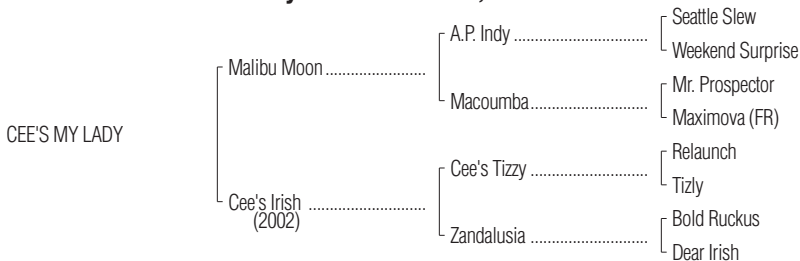 Seattle Slew
A.P. Indy
Weekend Surprise
Malibu Moon
Mr. Prospector
Macoumba
Maximova (FR)
CEE'S MY LADY
Relaunch
Cee's Tizzy
Tizly
Cee's Irish
(2002)
Bold Ruckus
Zandalusia
Dear Irish